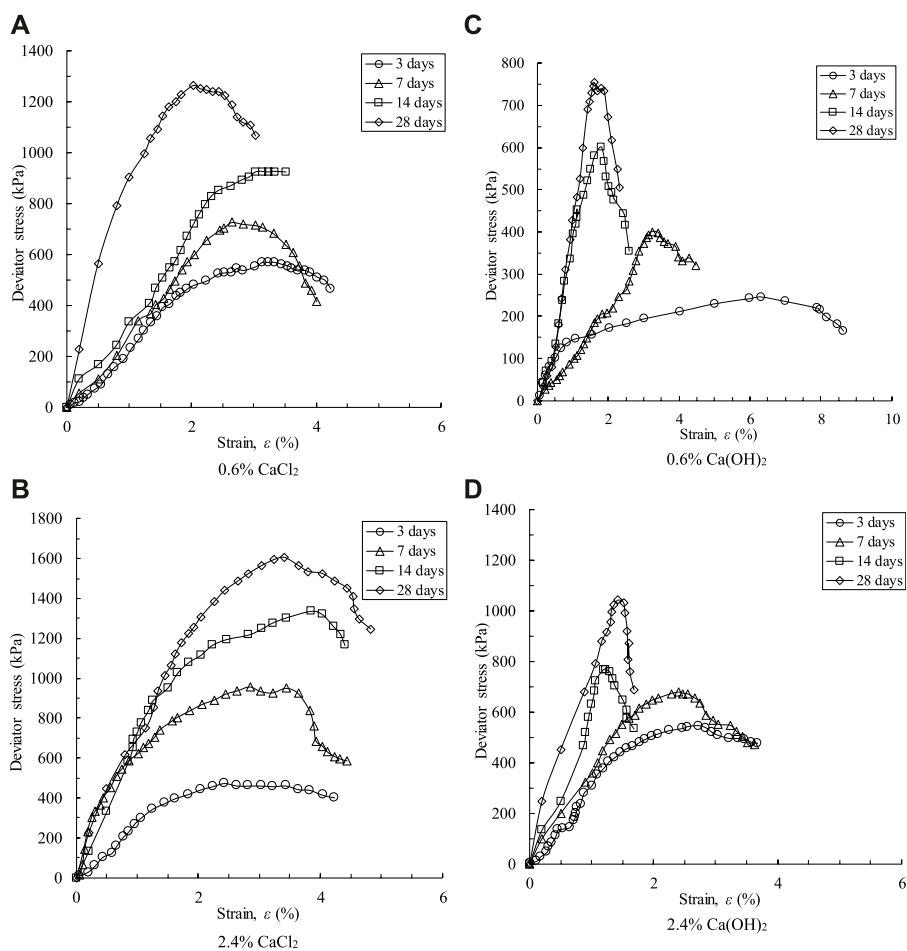 A
1400
1200
1000
800
600
400
200
0
0 2 4 6
Deviator stress (kPa)
Strain, ε (%)
3 days
7 days
14 days
28 days
0.6% CaCl₂
C
800
700
600
500
400
300
200
100
0
0 2 4 6 8 10
Deviator stress (kPa)
Strain, ε (%)
3 days
7 days
14 days
28 days
0.6% Ca(OH)₂
B
1800
1600
1400
1200
1000
800
600
400
200
0
0 2 4 6
Deviator stress (kPa)
Strain, ε (%)
3 days
7 days
14 days
28 days
2.4% CaCl₂
D
1400
1200
1000
800
600
400
200
0
0 2 4 6
Deviator stress (kPa)
Strain, ε (%)
3 days
7 days
14 days
28 days
2.4% Ca(OH)₂